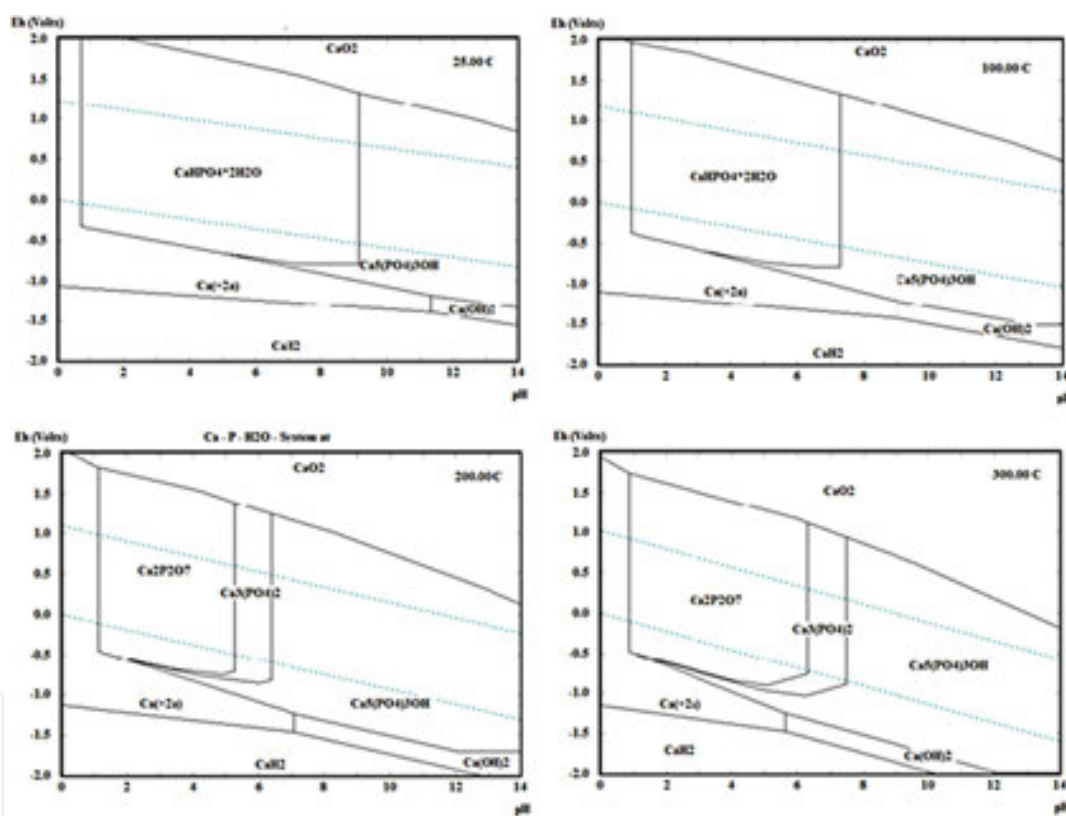 Eh (Volts)
2.0
1.5
1.0
0.5
0.0
-0.5
-1.0
-1.5
-2.0
CaO2
25.00 C
CaHPO4*2H2O
Ca5(PO4)3OH
Ca(+2a)
Ca(OH)2
CaH2
0 2 4 6 8 10 12 14
pH
Eh (Volts)
2.0
1.5
1.0
0.5
0.0
-0.5
-1.0
-1.5
-2.0
CaO2
100.00 C
CaHPO4*2H2O
Ca5(PO4)3OH
Ca(+2a)
Ca(OH)2
CaH2
0 2 4 6 8 10 12 14
pH
Eh (Volts)
Ca - P - H2O - System at
2.0
1.5
1.0
0.5
0.0
-0.5
-1.0
-1.5
-2.0
CaO2
200.00 C
Ca2P2O7
Ca3(PO4)2
Ca5(PO4)3OH
Ca(+2a)
Ca(OH)2
CaH2
0 2 4 6 8 10 12 14
pH
Eh (Volts)
2.0
1.5
1.0
0.5
0.0
-0.5
-1.0
-1.5
-2.0
CaO2
300.00 C
Ca2P2O7
Ca3(PO4)2
Ca5(PO4)3OH
Ca(+2a)
Ca(OH)2
CaH2
0 2 4 6 8 10 12 14
pH